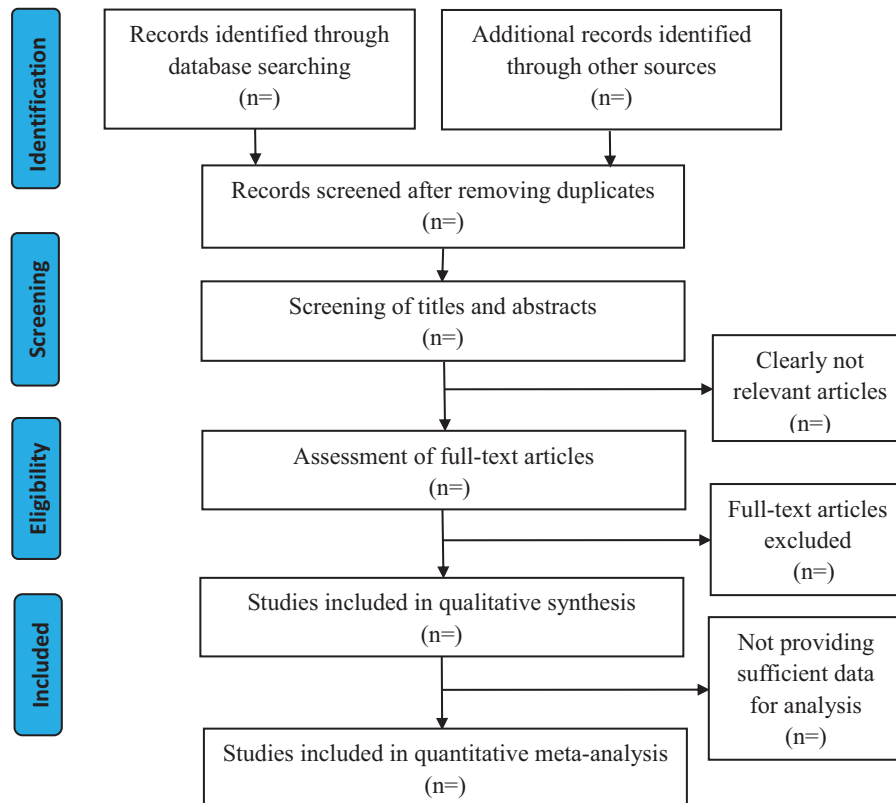 Identification
Records identified through
database searching
(n=)
Additional records identified
through other sources
(n=)
Records screened after removing duplicates
(n=)
Screening
Screening of titles and abstracts
(n=)
Clearly not
relevant articles
(n=)
Eligibility
Assessment of full-text articles
(n=)
Full-text articles
excluded
(n=)
Included
Studies included in qualitative synthesis
(n=)
Not providing
sufficient data
for analysis
(n=)
Studies included in quantitative meta-analysis
(n=)